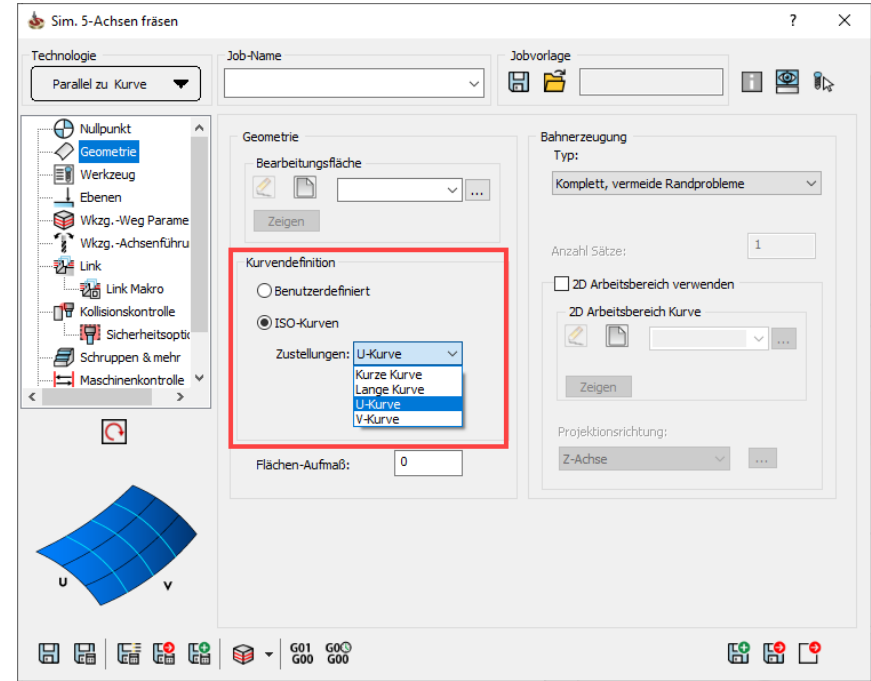 Sim. 5-Achsen fräsen
?
Technologie
Parallel zu Kurve
Job-Name
Jobvorlage
Nullpunkt
Geometrie
Werkzeug
Ebenen
Wkzg.-Weg Parame
Wkzg.-Achsenführu
Link
Link Makro
Kollisionskontrolle
Sicherheitsoptic
Schruppen & mehr
Maschinenkontrolle
U
V
Geometrie
Bearbeitungsfläche
...
Zeigen
Kurvendefinition
Benutzerdefiniert
ISO-Kurven
Zustellungen: U-Kurve
Kurze Kurve
Lange Kurve
U-Kurve
V-Kurve
Flächen-Aufmaß: 0
Bahnerzeugung
Typ:
Komplett, vermeide Randprobleme
Anzahl Sätze: 1
2D Arbeitsbereich verwenden
2D Arbeitsbereich Kurve
...
Zeigen
Projektionsrichtung:
Z-Achse ...
G01 G00
G00 G00